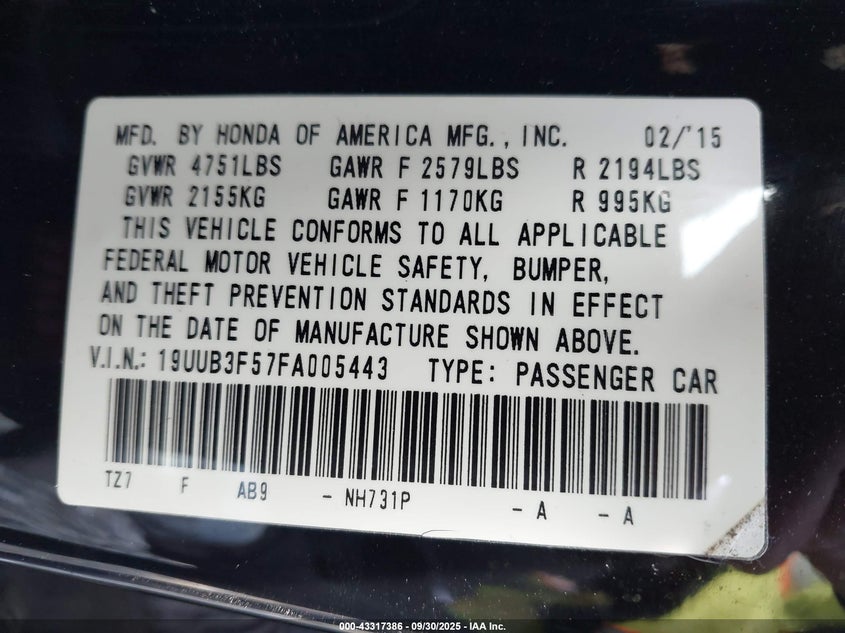 MFD. BY HONDA OF AMERICA MFG., INC. 02/'15
GVWR 4751LBS GAWR F 2579LBS R 2194LBS
GVWR 2155KG GAWR F 1170KG R 995KG
THIS VEHICLE CONFORMS TO ALL APPLICABLE
FEDERAL MOTOR VEHICLE SAFETY, BUMPER,
AND THEFT PREVENTION STANDARDS IN EFFECT
ON THE DATE OF MANUFACTURE SHOWN ABOVE.
V.I.N.: 19UUB3F57FA005443 TYPE: PASSENGER CAR
TZ7 F AB9 - NH731P - A - A
000-43317386 - 09/30/2025 - IAA Inc.